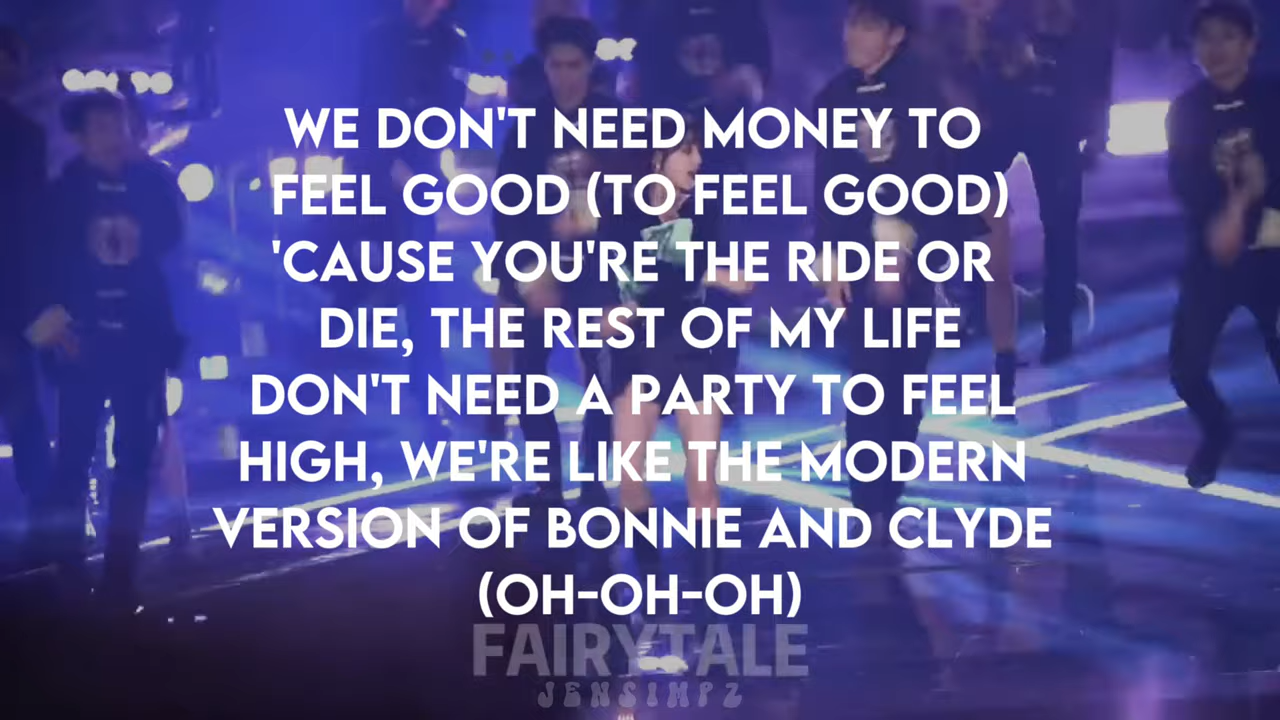 WE DON'T NEED MONEY TO
FEEL GOOD (TO FEEL GOOD)
'CAUSE YOU'RE THE RIDE OR
DIE, THE REST OF MY LIFE
DON'T NEED A PARTY TO FEEL
HIGH, WE'RE LIKE THE MODERN
VERSION OF BONNIE AND CLYDE
(OH-OH-OH)
FAIRYTALE
JENSIMPZ